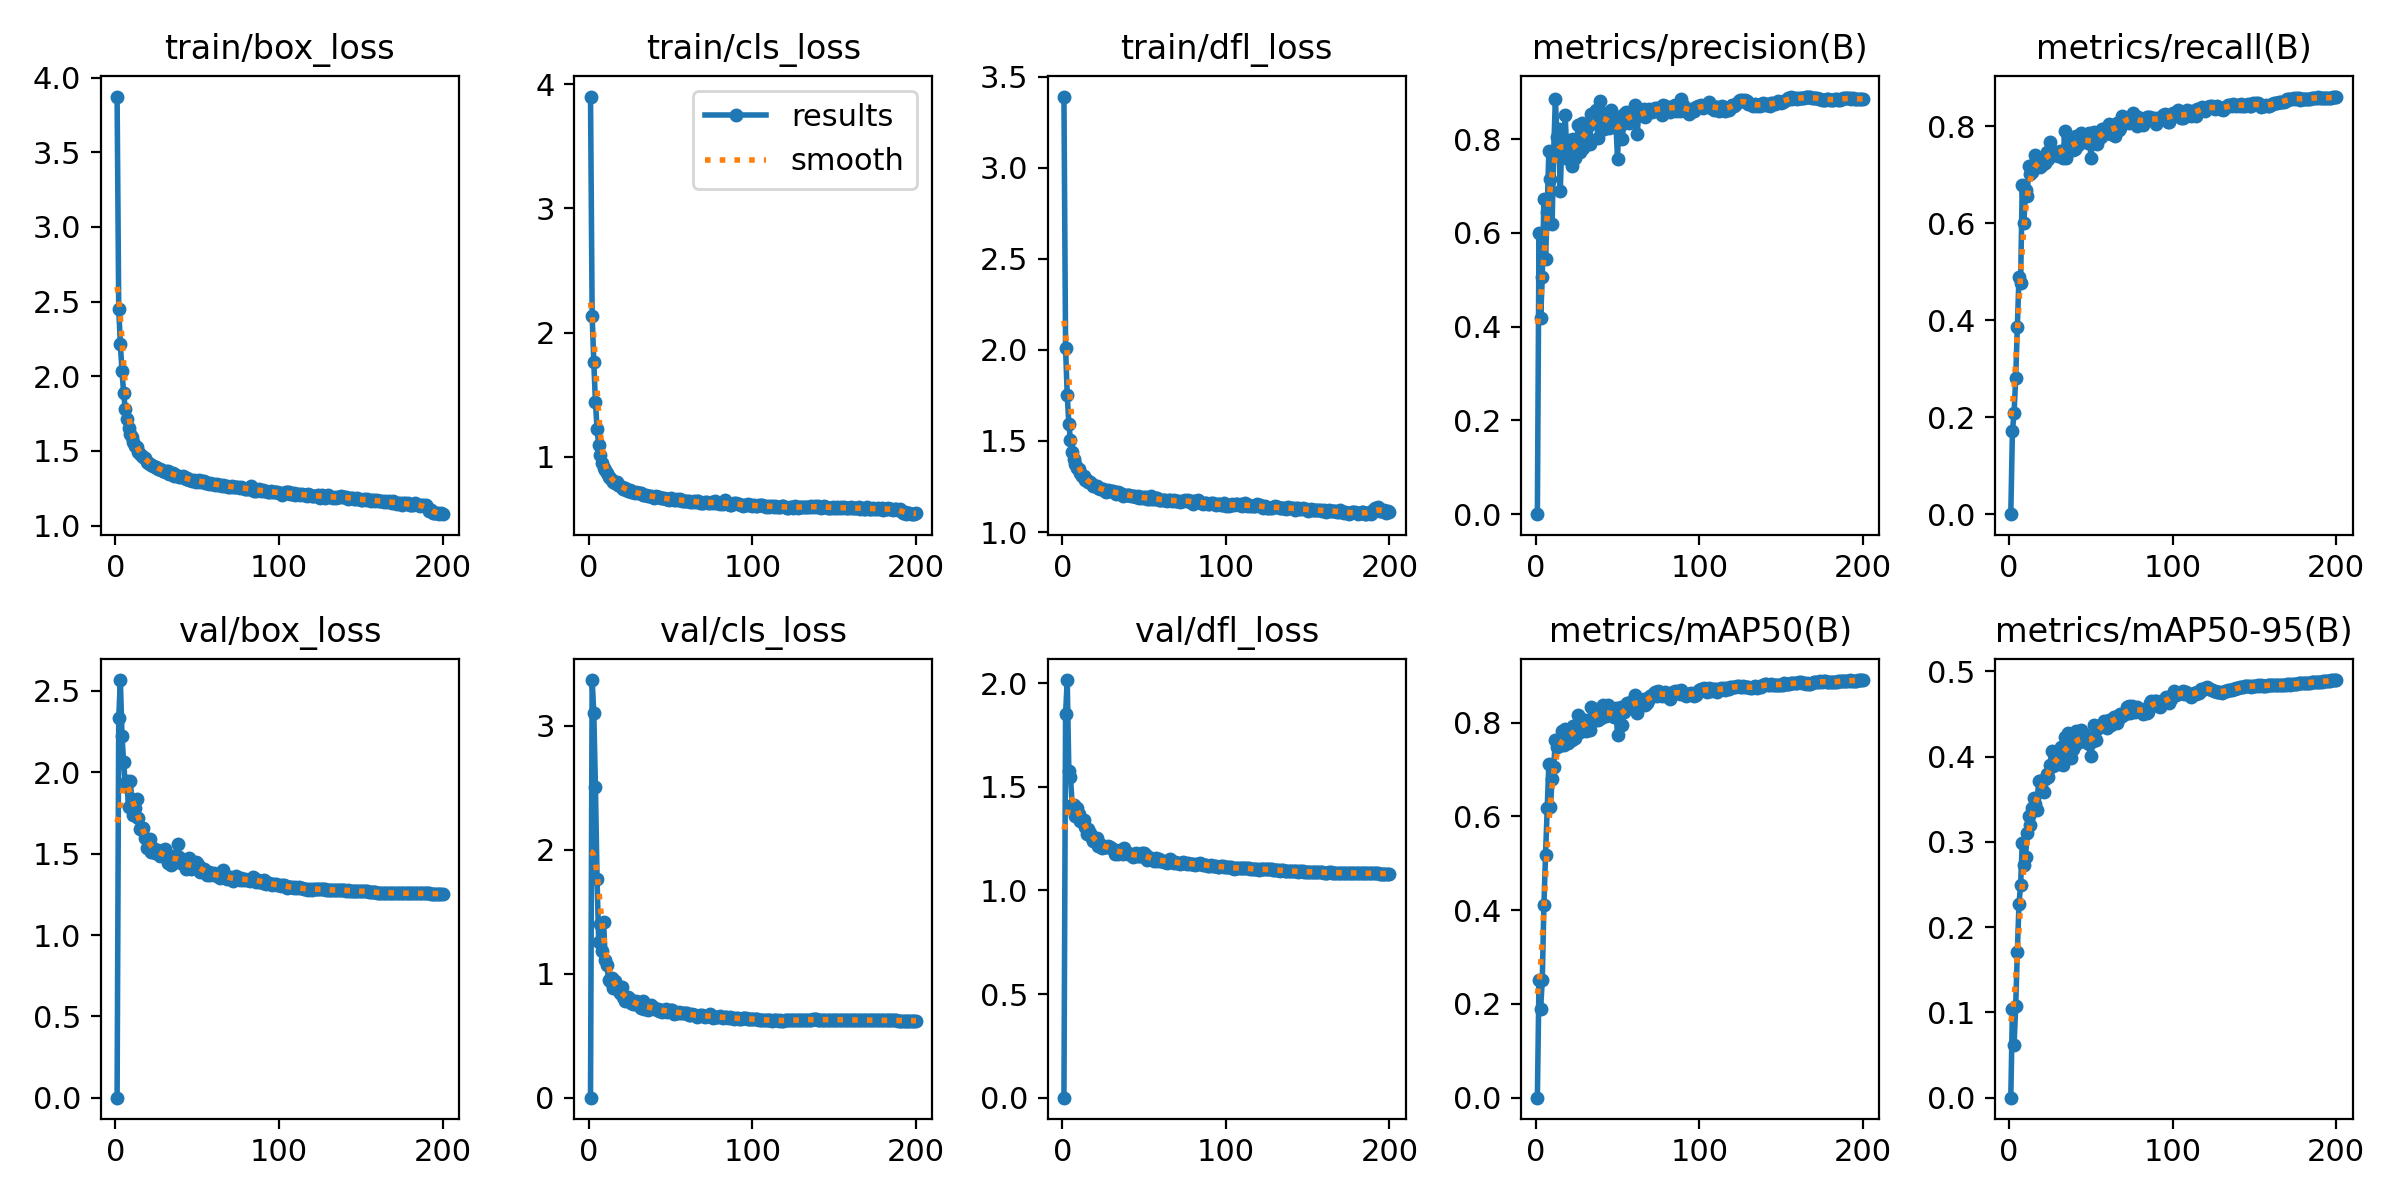 train/box_loss
4.0
3.5
3.0
2.5
2.0
1.5
1.0
0 100 200
train/cls_loss
4
3
2
1
results
smooth
0 100 200
train/dfl_loss
3.5
3.0
2.5
2.0
1.5
1.0
0 100 200
metrics/precision(B)
0.8
0.6
0.4
0.2
0.0
0 100 200
metrics/recall(B)
0.8
0.6
0.4
0.2
0.0
0 100 200
val/box_loss
2.5
2.0
1.5
1.0
0.5
0.0
0 100 200
val/cls_loss
3
2
1
0
0 100 200
val/dfl_loss
2.0
1.5
1.0
0.5
0.0
0 100 200
metrics/mAP50(B)
0.8
0.6
0.4
0.2
0.0
0 100 200
metrics/mAP50-95(B)
0.5
0.4
0.3
0.2
0.1
0.0
0 100 200